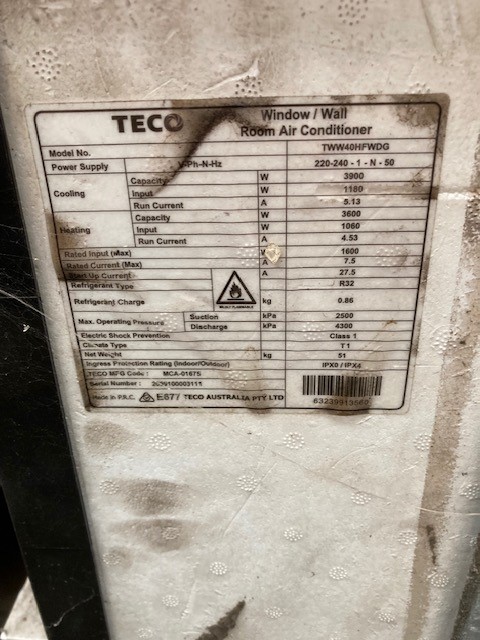 TECO
Window / Wall
Room Air Conditioner
Model No. TWW40HFWDG
Power Supply V-Ph-N-Hz 220-240 - 1 - N - 50
Cooling Capacity W 3900
Input W 1180
Run Current A 5.13
Heating Capacity W 3600
Input W 1060
Run Current A 4.53
Rated Input (Max) W 1600
Rated Current (Max) A 7.5
Start Up Current A 27.5
Refrigerant Type R32
Refrigerant Charge kg 0.86
Max. Operating Pressure Suction kPa 2500
Discharge kPa 4300
Electric Shock Prevention Class 1
Climate Type T1
Net Weight kg 51
Ingress Protection Rating (Indoor/Outdoor) IPX0 / IPX4
TECO MFG Code : MCA-01675
Serial Number :
Made in P.R.C. E877 TECO AUSTRALIA PTY LTD